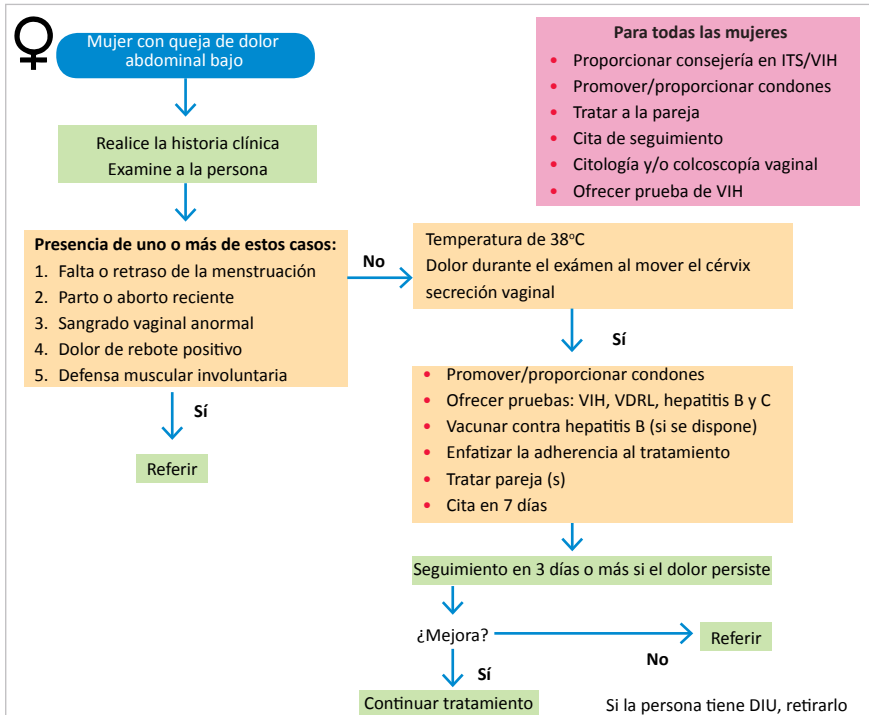 Mujer con queja de dolor
abdominal bajo
Para todas las mujeres
• Proporcionar consejería en ITS/VIH
• Promover/proporcionar condones
• Tratar a la pareja
• Cita de seguimiento
• Citología y/o colcoscopía vaginal
• Ofrecer prueba de VIH
Realice la historia clínica
Examine a la persona
Presencia de uno o más de estos casos:
1. Falta o retraso de la menstruación
2. Parto o aborto reciente
3. Sangrado vaginal anormal
4. Dolor de rebote positivo
5. Defensa muscular involuntaria
No
Temperatura de 38ºC
Dolor durante el exámen al mover el cérvix
secreción vaginal
Sí
Referir
Sí
• Promover/proporcionar condones
• Ofrecer pruebas: VIH, VDRL, hepatitis B y C
• Vacunar contra hepatitis B (si se dispone)
• Enfatizar la adherencia al tratamiento
• Tratar pareja (s)
• Cita en 7 días
Seguimiento en 3 días o más si el dolor persiste
¿Mejora?
No
Referir
Sí
Continuar tratamiento
Si la persona tiene DIU, retirarlo